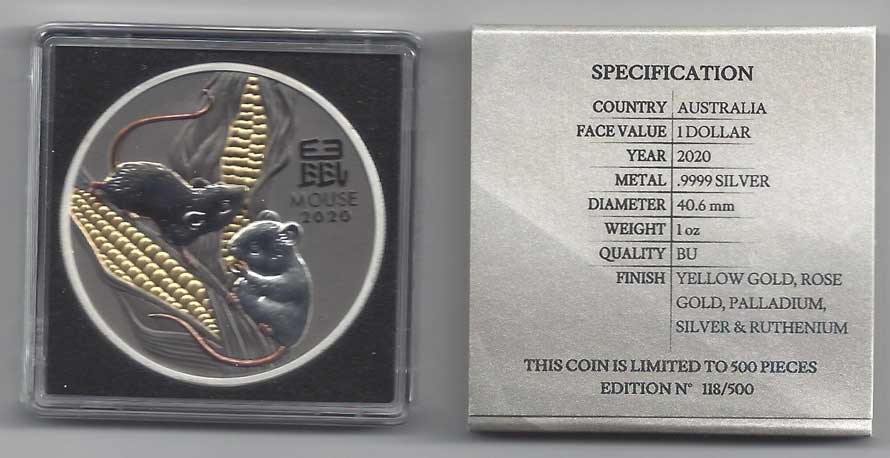 鼠
MOUSE
2020
SPECIFICATION
COUNTRY AUSTRALIA
FACE VALUE 1 DOLLAR
YEAR 2020
METAL .9999 SILVER
DIAMETER 40.6 mm
WEIGHT 1 oz
QUALITY BU
FINISH YELLOW GOLD, ROSE
GOLD, PALLADIUM,
SILVER & RUTHENIUM
THIS COIN IS LIMITED TO 500 PIECES
EDITION N° 118/500